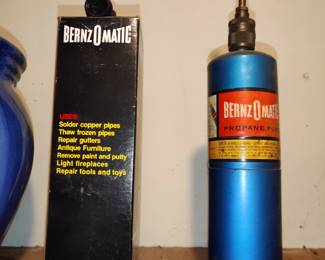 BERNZOMATIC
USES:
Solder copper pipes
Thaw frozen pipes
Repair gutters
Antique Furniture
Remove paint and putty
Light fireplaces
Repair tools and toys
BERNZOMATIC
PROPANE